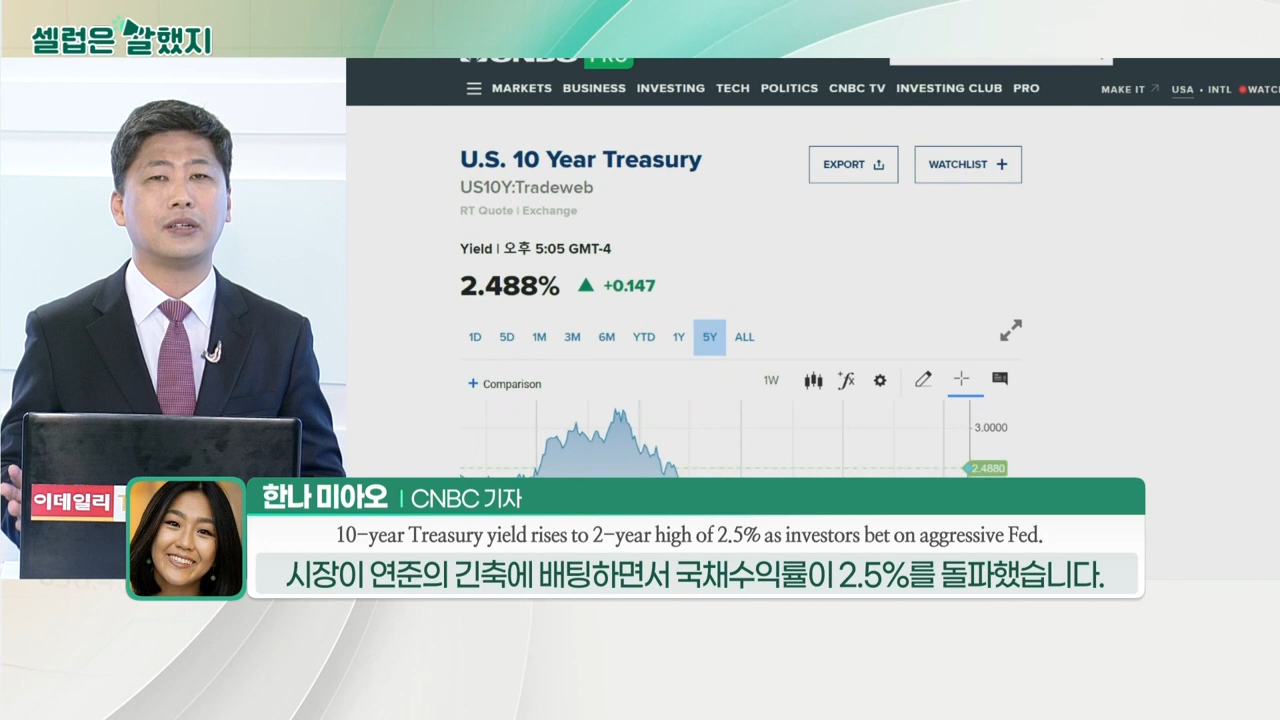 셀럽은 말했지
PRO
MARKETS BUSINESS INVESTING TECH POLITICS CNBC TV INVESTING CLUB PRO
MAKE IT USA • INTL WATC
U.S. 10 Year Treasury
EXPORT
WATCHLIST +
US10Y:Tradeweb
RT Quote | Exchange
Yield | 오후 5:05 GMT-4
2.488% ▲ +0.147
1D 5D 1M 3M 6M YTD 1Y 5Y ALL
+ Comparison
1W
3.0000
2.4880
이데일리
한나 미아오 | CNBC 기자
10-year Treasury yield rises to 2-year high of 2.5% as investors bet on aggressive Fed.
시장이 연준의 긴축에 배팅하면서 국채수익률이 2.5%를 돌파했습니다.